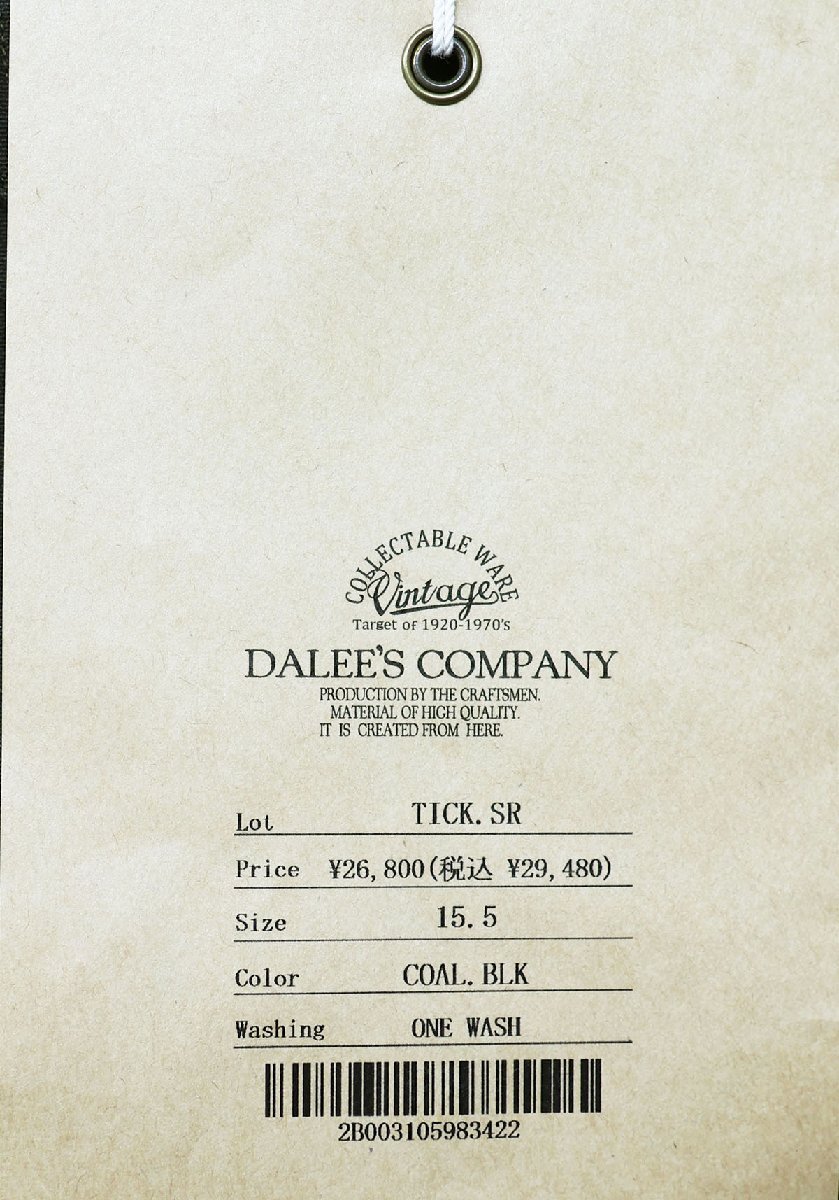 COLLECTABLE WARE
Vintage
Target of 1920-1970's
DALEE'S COMPANY
PRODUCTION BY THE CRAFTSMEN.
MATERIAL OF HIGH QUALITY.
IT IS CREATED FROM HERE.
Lot TICK.SR
Price ¥26,800(税込 ¥29,480)
Size 15.5
Color COAL.BLK
Washing ONE WASH
2B003105983422